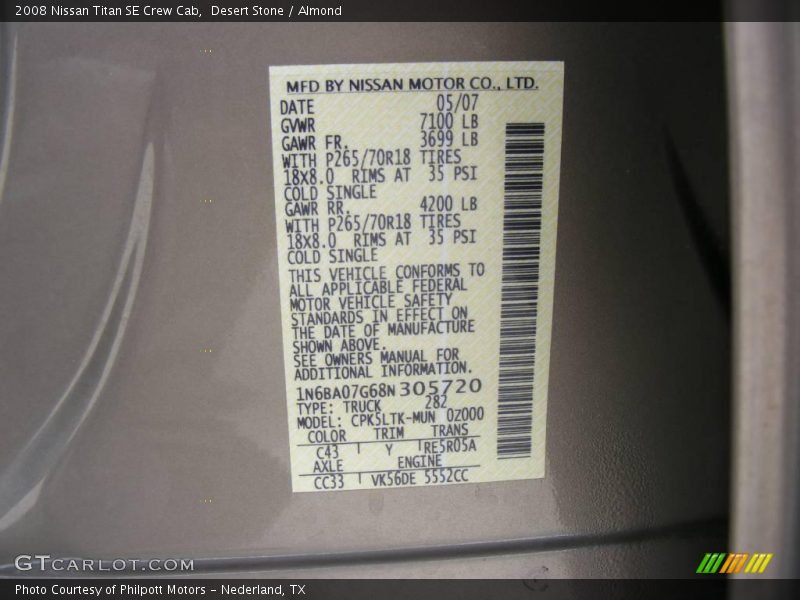 2008 Nissan Titan SE Crew Cab,  Desert Stone / Almond
MFD BY NISSAN MOTOR CO., LTD.
DATE 05/07
GVWR 7100 LB
GAWR FR. 3699 LB
WITH P265/70R18 TIRES
18X8.0 RIMS AT 35 PSI
COLD SINGLE
GAWR RR. 4200 LB
WITH P265/70R18 TIRES
18X8.0 RIMS AT 35 PSI
COLD SINGLE
THIS VEHICLE CONFORMS TO
ALL APPLICABLE FEDERAL
MOTOR VEHICLE SAFETY
STANDARDS IN EFFECT ON
THE DATE OF MANUFACTURE
SHOWN ABOVE.
SEE OWNERS MANUAL FOR
ADDITIONAL INFORMATION.
1N6BA07G68N305720
TYPE: TRUCK 282
MODEL: CPK5LTK-MUN 0Z000
COLOR TRIM TRANS
C43 Y RE5R05A
AXLE ENGINE
CC33 VK56DE 5552CC
GTCARLOT.COM
Photo Courtesy of Philpott Motors - Nederland, TX